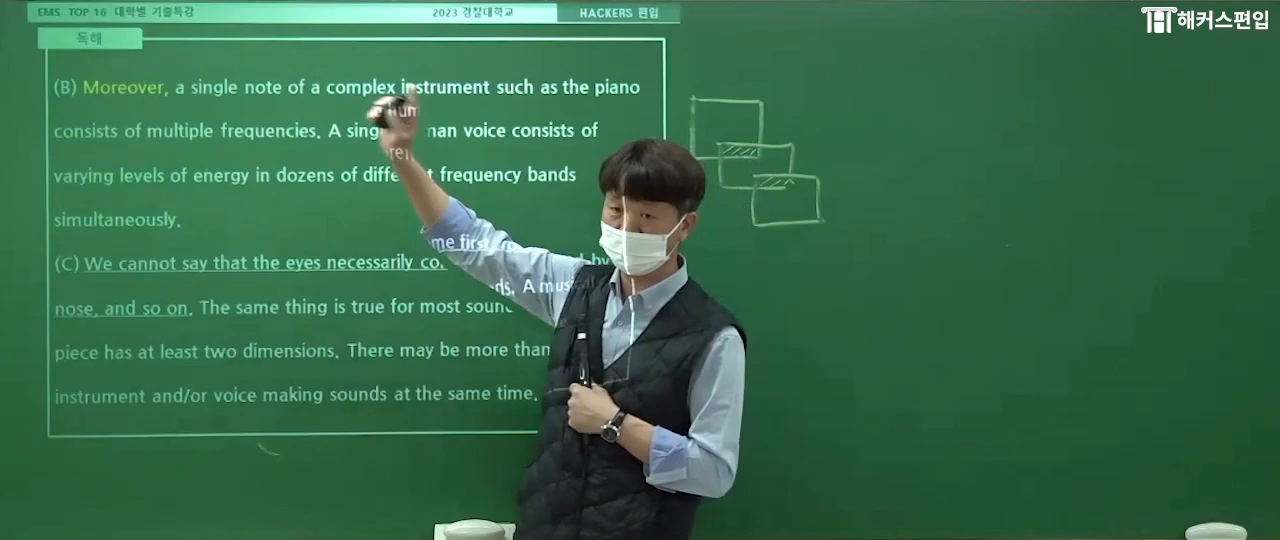 EMS TOP 16 대학별 기출특강
2023 경찰대학교
HACKERS 편입
해커스편입
독해
(B) Moreover, a single note of a complex instrument such as the piano
consists of multiple frequencies. A man voice consists of
varying levels of energy in dozens of frequency bands
simultaneously.
(C) We cannot say that the eyes necessarily by
nose, and so on. The same thing is true for most
piece has at least two dimensions. There may be more than
instrument and/or voice making sounds at the same time.